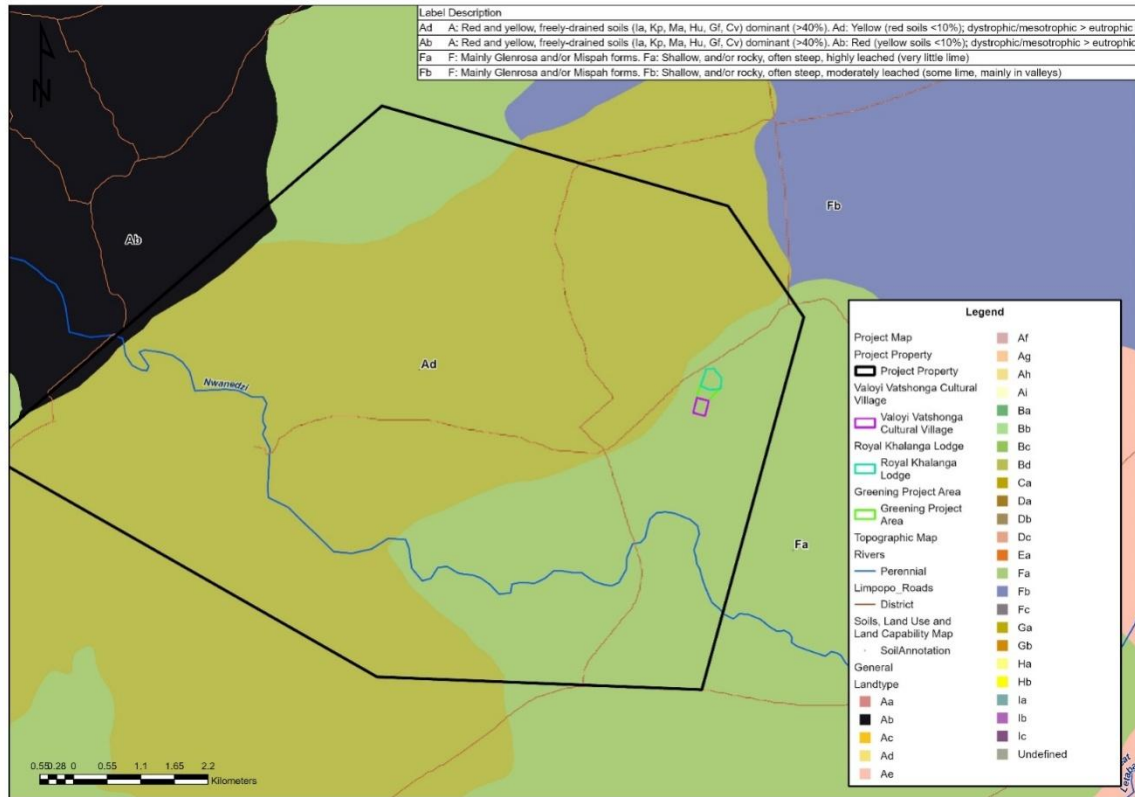 Label Description
Ad A: Red and yellow, freely-drained soils (Ia, Kp, Ma, Hu, Gf, Cv) dominant (>40%). Ad: Yellow (red soils <10%); dystrophic/mesotrophic > eutrophic
Ab A: Red and yellow, freely-drained soils (Ia, Kp, Ma, Hu, Gf, Cv) dominant (>40%). Ab: Red (yellow soils <10%); dystrophic/mesotrophic > eutrophic
Fa F: Mainly Glenrosa and/or Mispah forms. Fa: Shallow, and/or rocky, often steep, highly leached (very little lime)
Fb F: Mainly Glenrosa and/or Mispah forms. Fb: Shallow, and/or rocky, often steep, moderately leached (some lime, mainly in valleys)
N
Ab
Fb
Ad
Nwanedzi
Fa
Legend
Project Map
Project Property
Project Property
Valoyi Vatshonga Cultural
Village
Valoyi Vatshonga
Cultural Village
Royal Khalanga Lodge
Royal Khalanga
Lodge
Greening Project Area
Greening Project
Area
Topographic Map
Rivers
Perennial
Limpopo_Roads
District
Soils, Land Use and
Land Capability Map
SoilAnnotation
General
Landtype
Aa
Ab
Ac
Ad
Ae
Af
Ag
Ah
Ai
Ba
Bb
Bc
Bd
Ca
Da
Db
Dc
Ea
Fa
Fb
Fc
Ga
Gb
Ha
Hb
Ia
Ib
Ic
Undefined
0.55 0.28 0 0.55 1.1 1.65 2.2
Kilometers